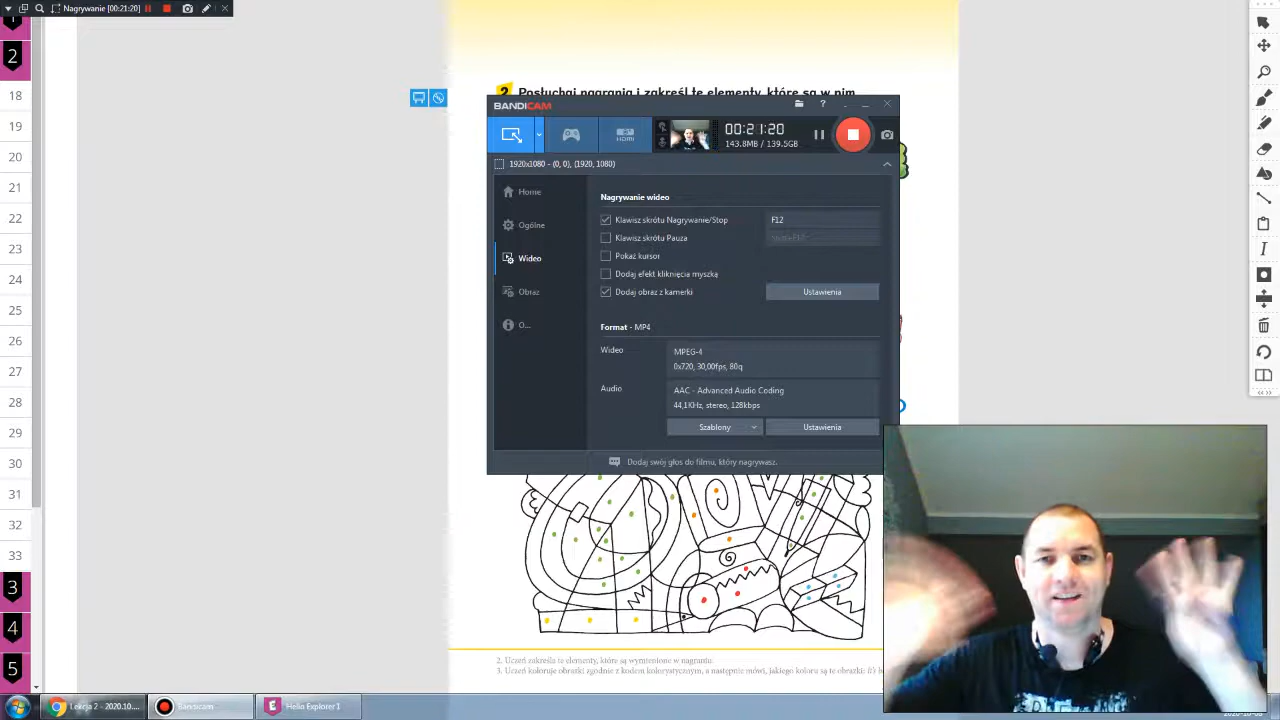 Nagrywanie [00:21:20]
2
18
19
20
21
22
23
28
27
29
30
31
32
33
3
4
5
2 Posłuchaj nagrania i zakreśl te elementy, które są w nim
BANDICAM
HDMI
00:21:20
143.8MB / 139.5GB
1920x1080 - (0, 0), (1920, 1080)
Home
Ogólne
Wideo
Obraz
O...
Nagrywanie wideo
Klawisz skrótu Nagrywanie/Stop
F12
Klawisz skrótu Pauza
Pokaż kursor
Dodaj efekt kliknięcia myszką
Dodaj obraz z kamerki
Ustawienia
Format - MP4
Wideo
MPEG-4
0x720, 30,00fps, 80q
Audio
AAC - Advanced Audio Coding
44,1KHz, stereo, 128kbps
Szablony
Ustawienia
Dodaj swój głos do filmu, który nagrywasz.
2. Uczeń zakreśla te elementy, które są wymienione w nagraniu.
3. Uczeń koloruje obrazki zgodnie z kodem kolorystycznym, a następnie mówi, jakiego koloru są te obrazki: It's
Lekcja 2 - 2020.10....
Bandicam
Hello Explorer 1